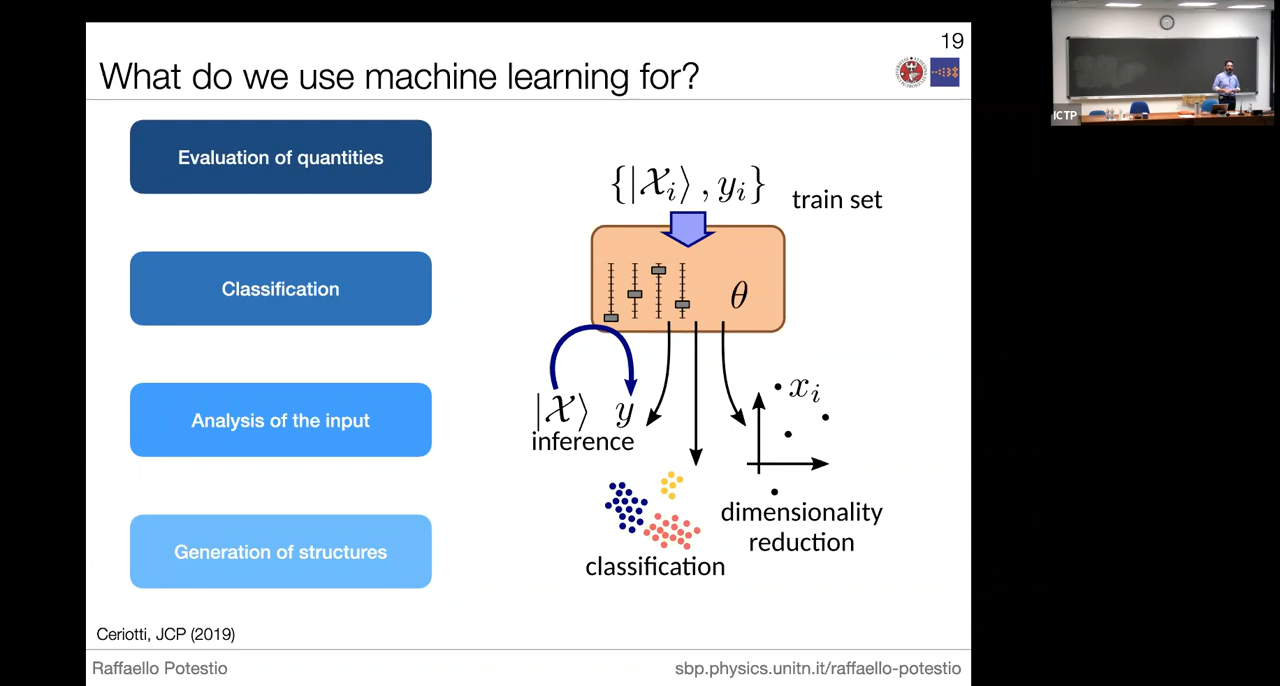 19
What do we use machine learning for?
Evaluation of quantities
Classification
Analysis of the input
Generation of structures
{|𝒳ᵢ⟩, yᵢ}
train set
θ
|𝒳⟩ y
inference
xᵢ
classification
dimensionality
reduction
Ceriotti, JCP (2019)
Raffaello Potestio
sbp.physics.unitn.it/raffaello-potestio
ICTP